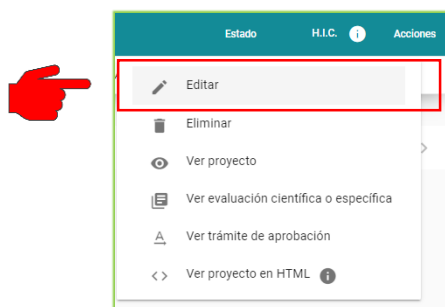 Estado H.I.C. i Acciones
Editar
Eliminar
Ver proyecto
Ver evaluación científica o específica
A Ver trámite de aprobación
<> Ver proyecto en HTML i